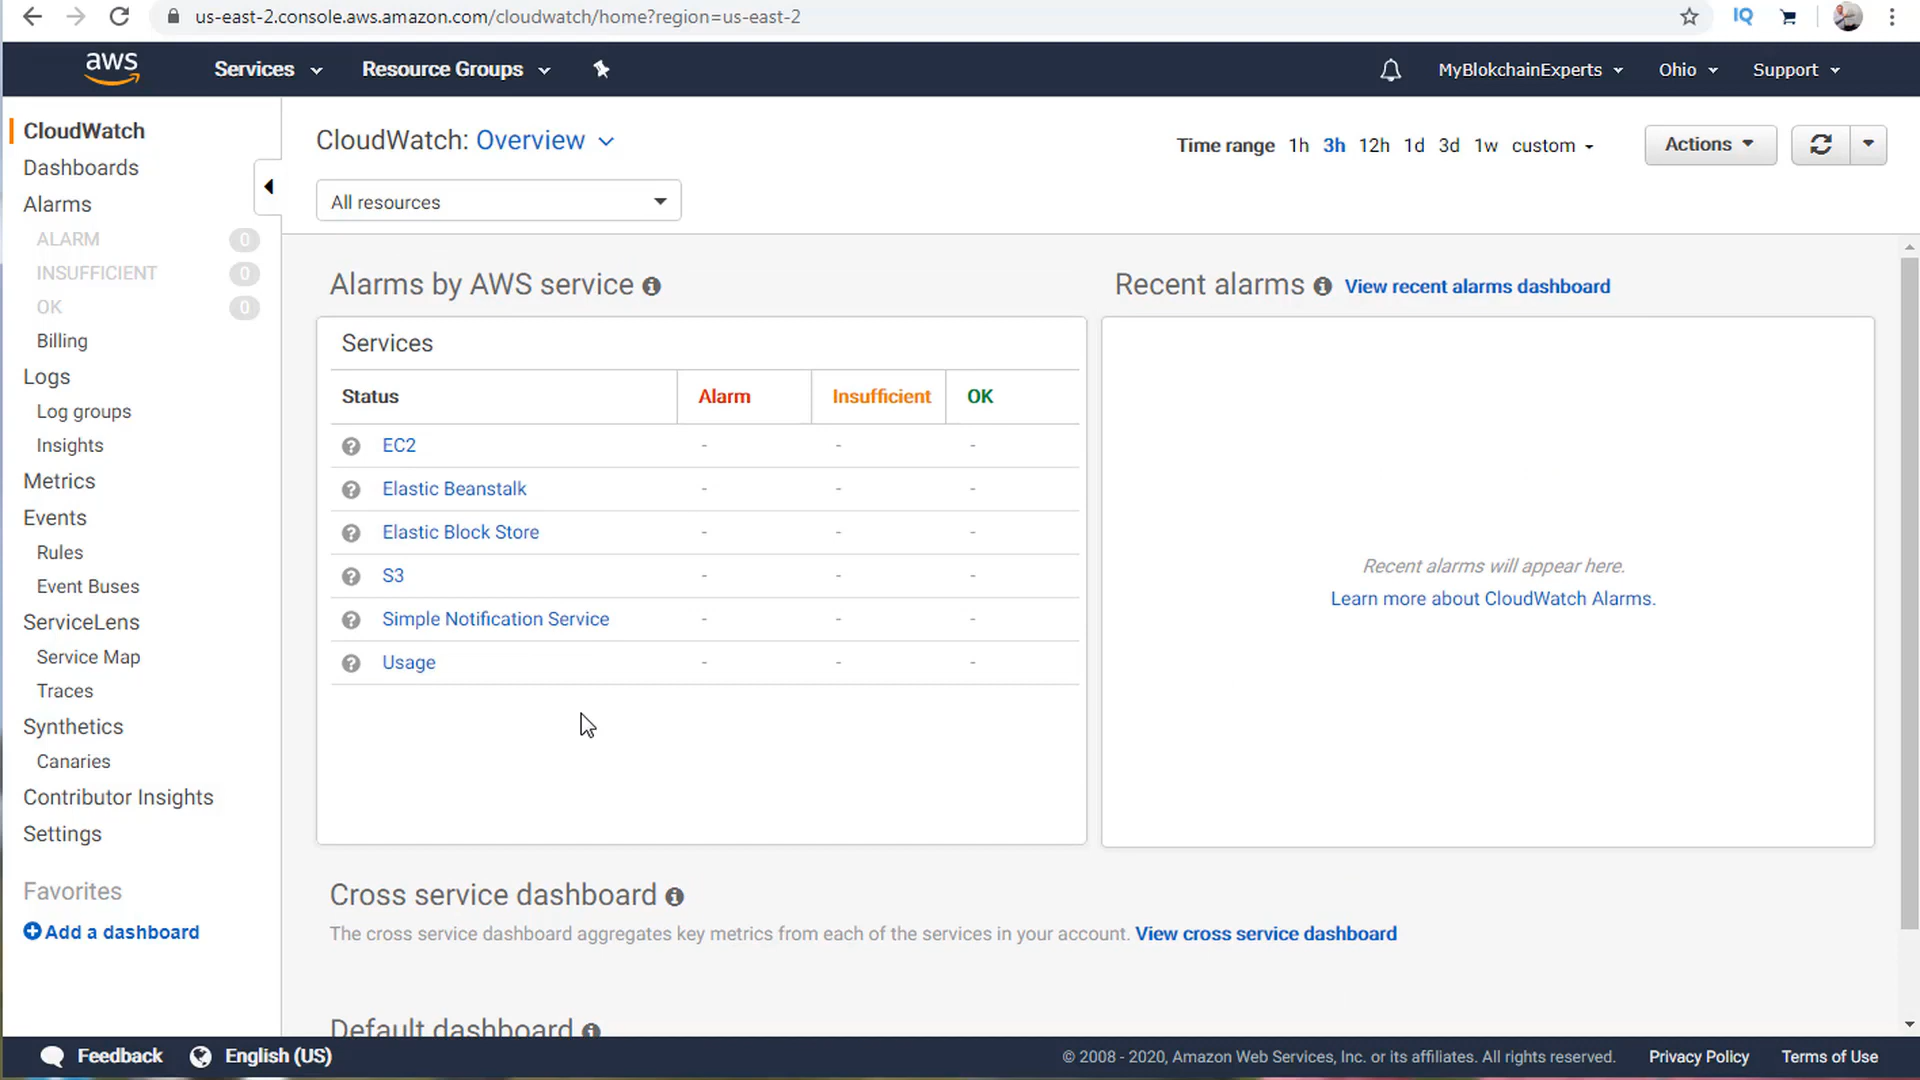 us-east-2.console.aws.amazon.com/cloudwatch/home?region=us-east-2
IQ
aws
Services
Resource Groups
MyBlokchainExperts
Ohio
Support
CloudWatch
Dashboards
Alarms
ALARM 0
INSUFFICIENT 0
OK 0
Billing
Logs
Log groups
Insights
Metrics
Events
Rules
Event Buses
ServiceLens
Service Map
Traces
Synthetics
Canaries
Contributor Insights
Settings
Favorites
Add a dashboard
CloudWatch: Overview
Time range 1h 3h 12h 1d 3d 1w custom
Actions
All resources
Alarms by AWS service
Services
Status Alarm Insufficient OK
EC2 - - -
Elastic Beanstalk - - -
Elastic Block Store - - -
S3 - - -
Simple Notification Service - - -
Usage - - -
Recent alarms View recent alarms dashboard
Recent alarms will appear here.
Learn more about CloudWatch Alarms.
Cross service dashboard
The cross service dashboard aggregates key metrics from each of the services in your account. View cross service dashboard
Default dashboard
Feedback
English (US)
© 2008 - 2020, Amazon Web Services, Inc. or its affiliates. All rights reserved.
Privacy Policy
Terms of Use